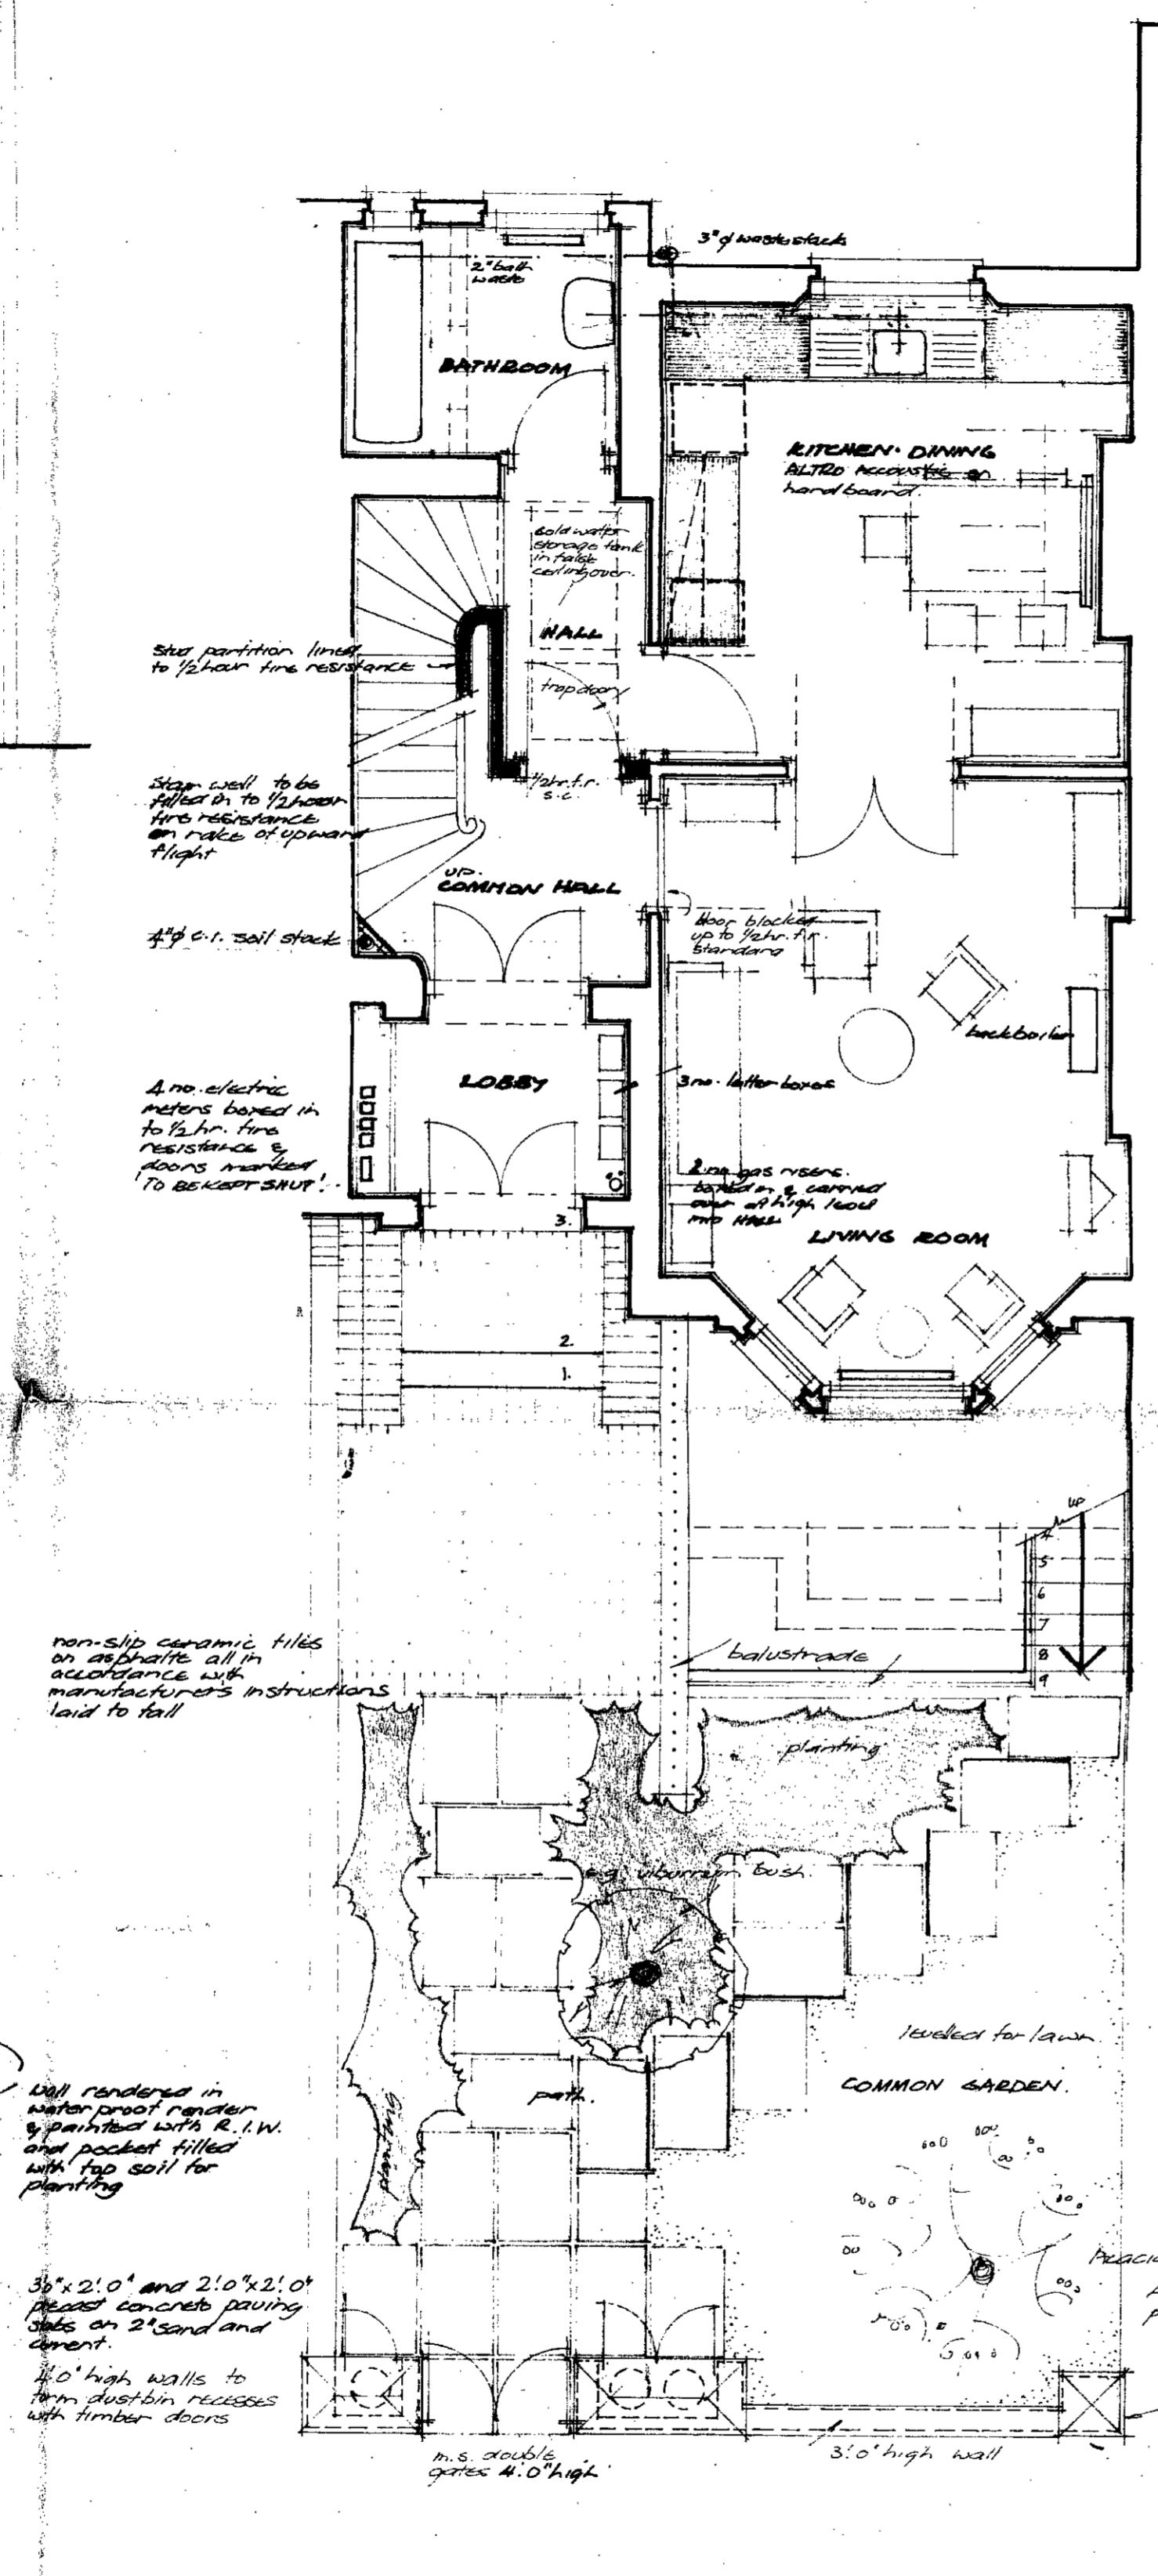 3"ϕ waste stack
2" bath
waste
BATHROOM
KITCHEN·DINING
ALTRO ACCOUSTIC on
hardboard.
cold water
storage tank
in false
ceiling over.
HALL
stud partition lined
to 1/2 hour fire resistance
trap door
1/2 hr. f.r.
s.c.
Stair well to be
filled in to 1/2 hour
fire resistance
on rake of upward
flight
UP.
COMMON HALL
4"ϕ c.i. soil stack
door blocked
up to 1/2 hr. f.r.
standard
backboiler
LOBBY
3 no. letter boxes
4 no. electric
meters boxed in
to 1/2 hr. fire
resistance &
doors marked
'TO BE KEPT SHUT'.
2 no gas risers.
boxed in & carried
over at high level
into HALL
LIVING ROOM
3.
2.
1.
UP
4
5
6
7
8
9
balustrade
non-slip ceramic tiles
on asphalte all in
accordance with
manufacturers instructions
laid to fall
planting
e.g. viburnum bush.
levelled for lawn.
COMMON GARDEN.
path.
wall rendered in
waterproof render
& painted with R.I.W.
and pocket filled
with top soil for
planting
3'0" x 2'.0" and 2'.0" x 2'.0"
precast concrete paving
slabs on 2" sand and
cement.
4'0" high walls to
form dustbin recesses
with timber doors
m.s. double
gates 4'.0" high
3'.0" high wall